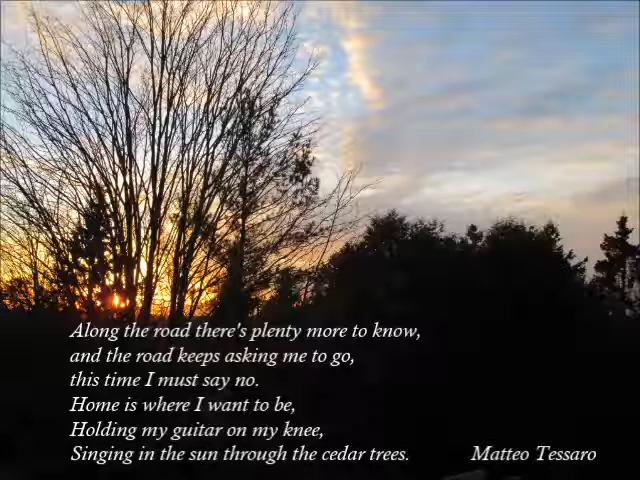 Along the road there's plenty more to know,
and the road keeps asking me to go,
this time I must say no.
Home is where I want to be,
Holding my guitar on my knee,
Singing in the sun through the cedar trees.
Matteo Tessaro